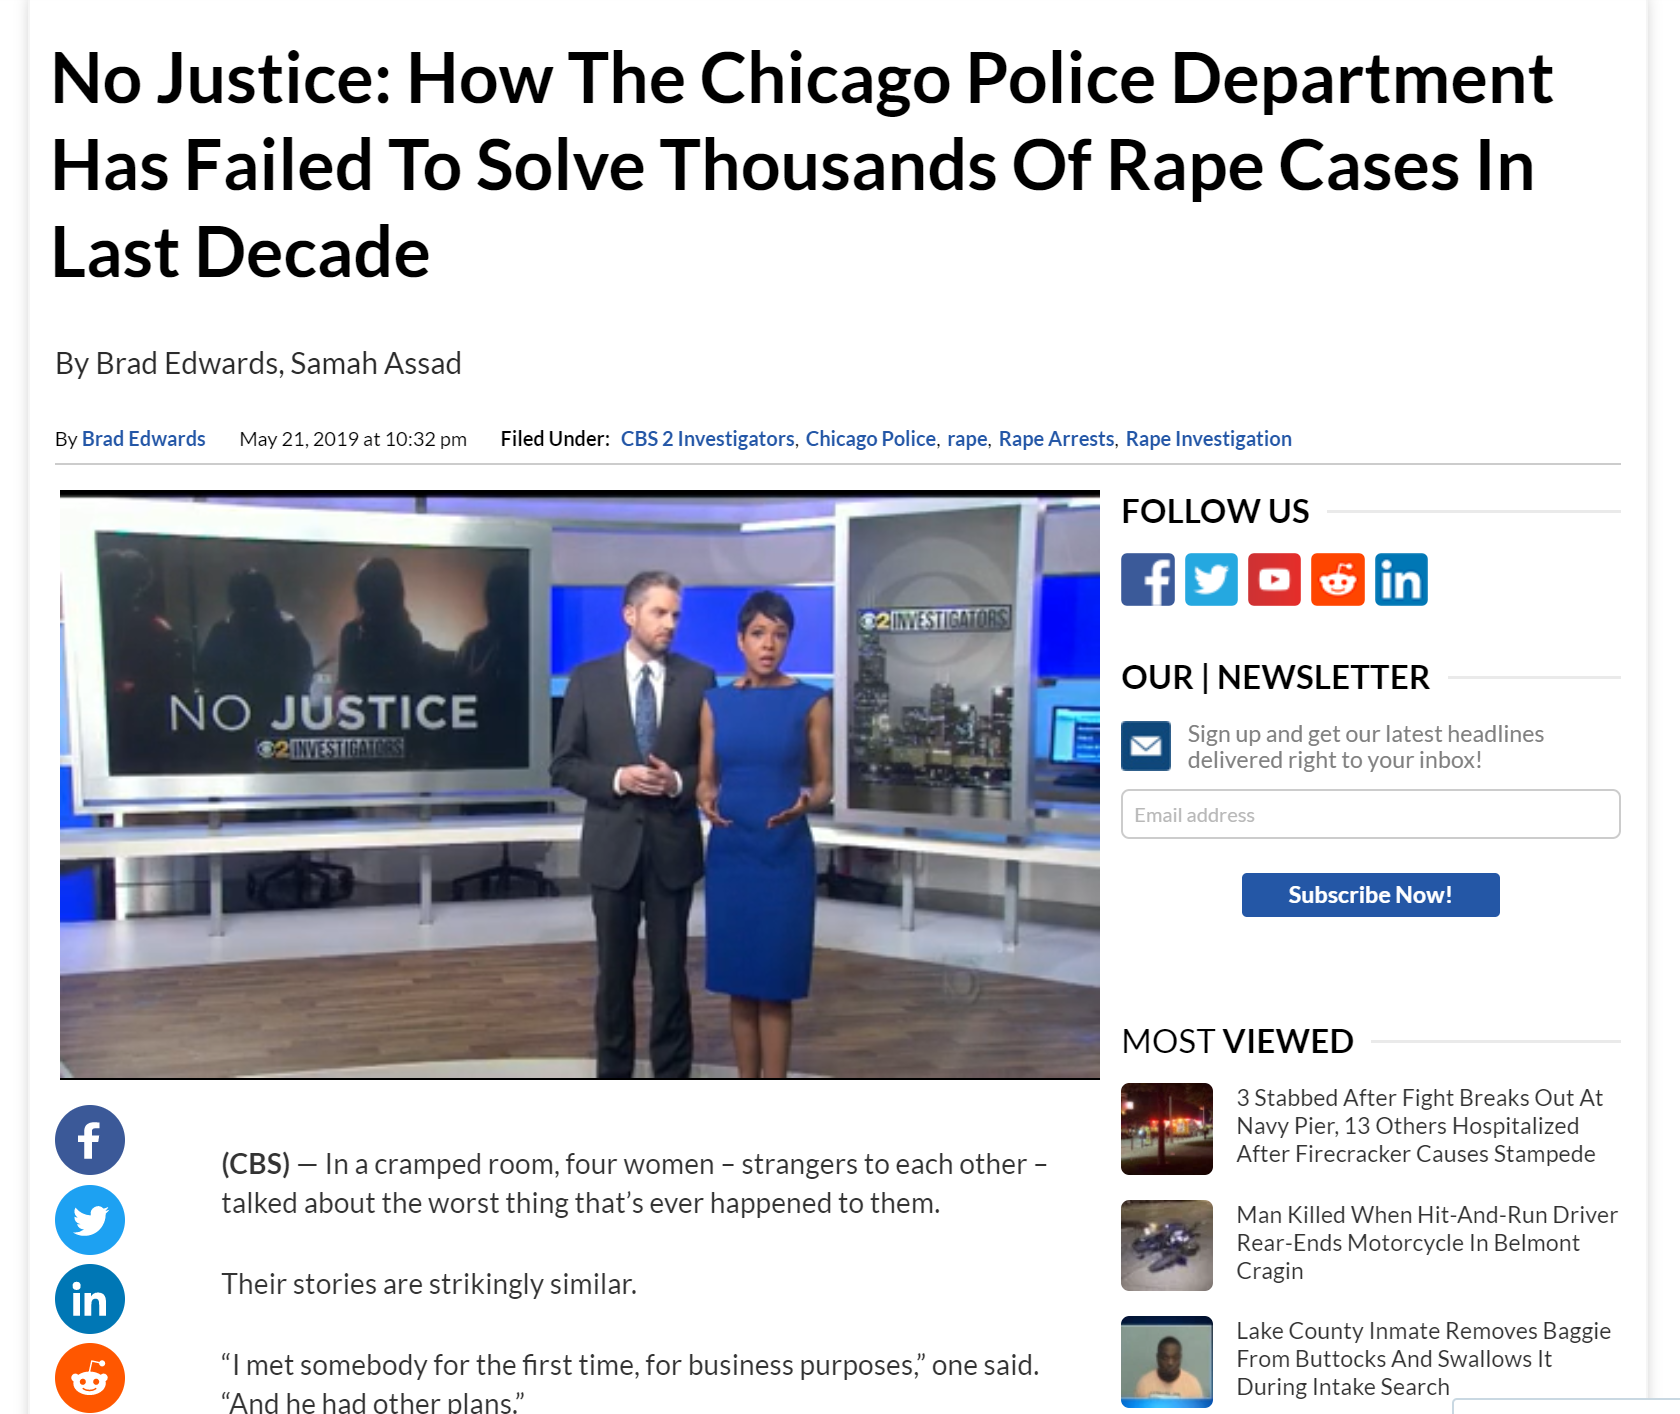 No Justice: How The Chicago Police Department
Has Failed To Solve Thousands Of Rape Cases In
Last Decade
By Brad Edwards, Samah Assad
By Brad Edwards May 21, 2019 at 10:32 pm Filed Under: CBS 2 Investigators, Chicago Police, rape, Rape Arrests, Rape Investigation
NO JUSTICE
2 INVESTIGATORS
2 INVESTIGATORS
FOLLOW US
OUR | NEWSLETTER
Sign up and get our latest headlines
delivered right to your inbox!
Email address
Subscribe Now!
MOST VIEWED
3 Stabbed After Fight Breaks Out At
Navy Pier, 13 Others Hospitalized
After Firecracker Causes Stampede
Man Killed When Hit-And-Run Driver
Rear-Ends Motorcycle In Belmont
Cragin
Lake County Inmate Removes Baggie
From Buttocks And Swallows It
During Intake Search
(CBS) — In a cramped room, four women – strangers to each other –
talked about the worst thing that’s ever happened to them.
Their stories are strikingly similar.
“I met somebody for the first time, for business purposes,” one said.
“And he had other plans.”